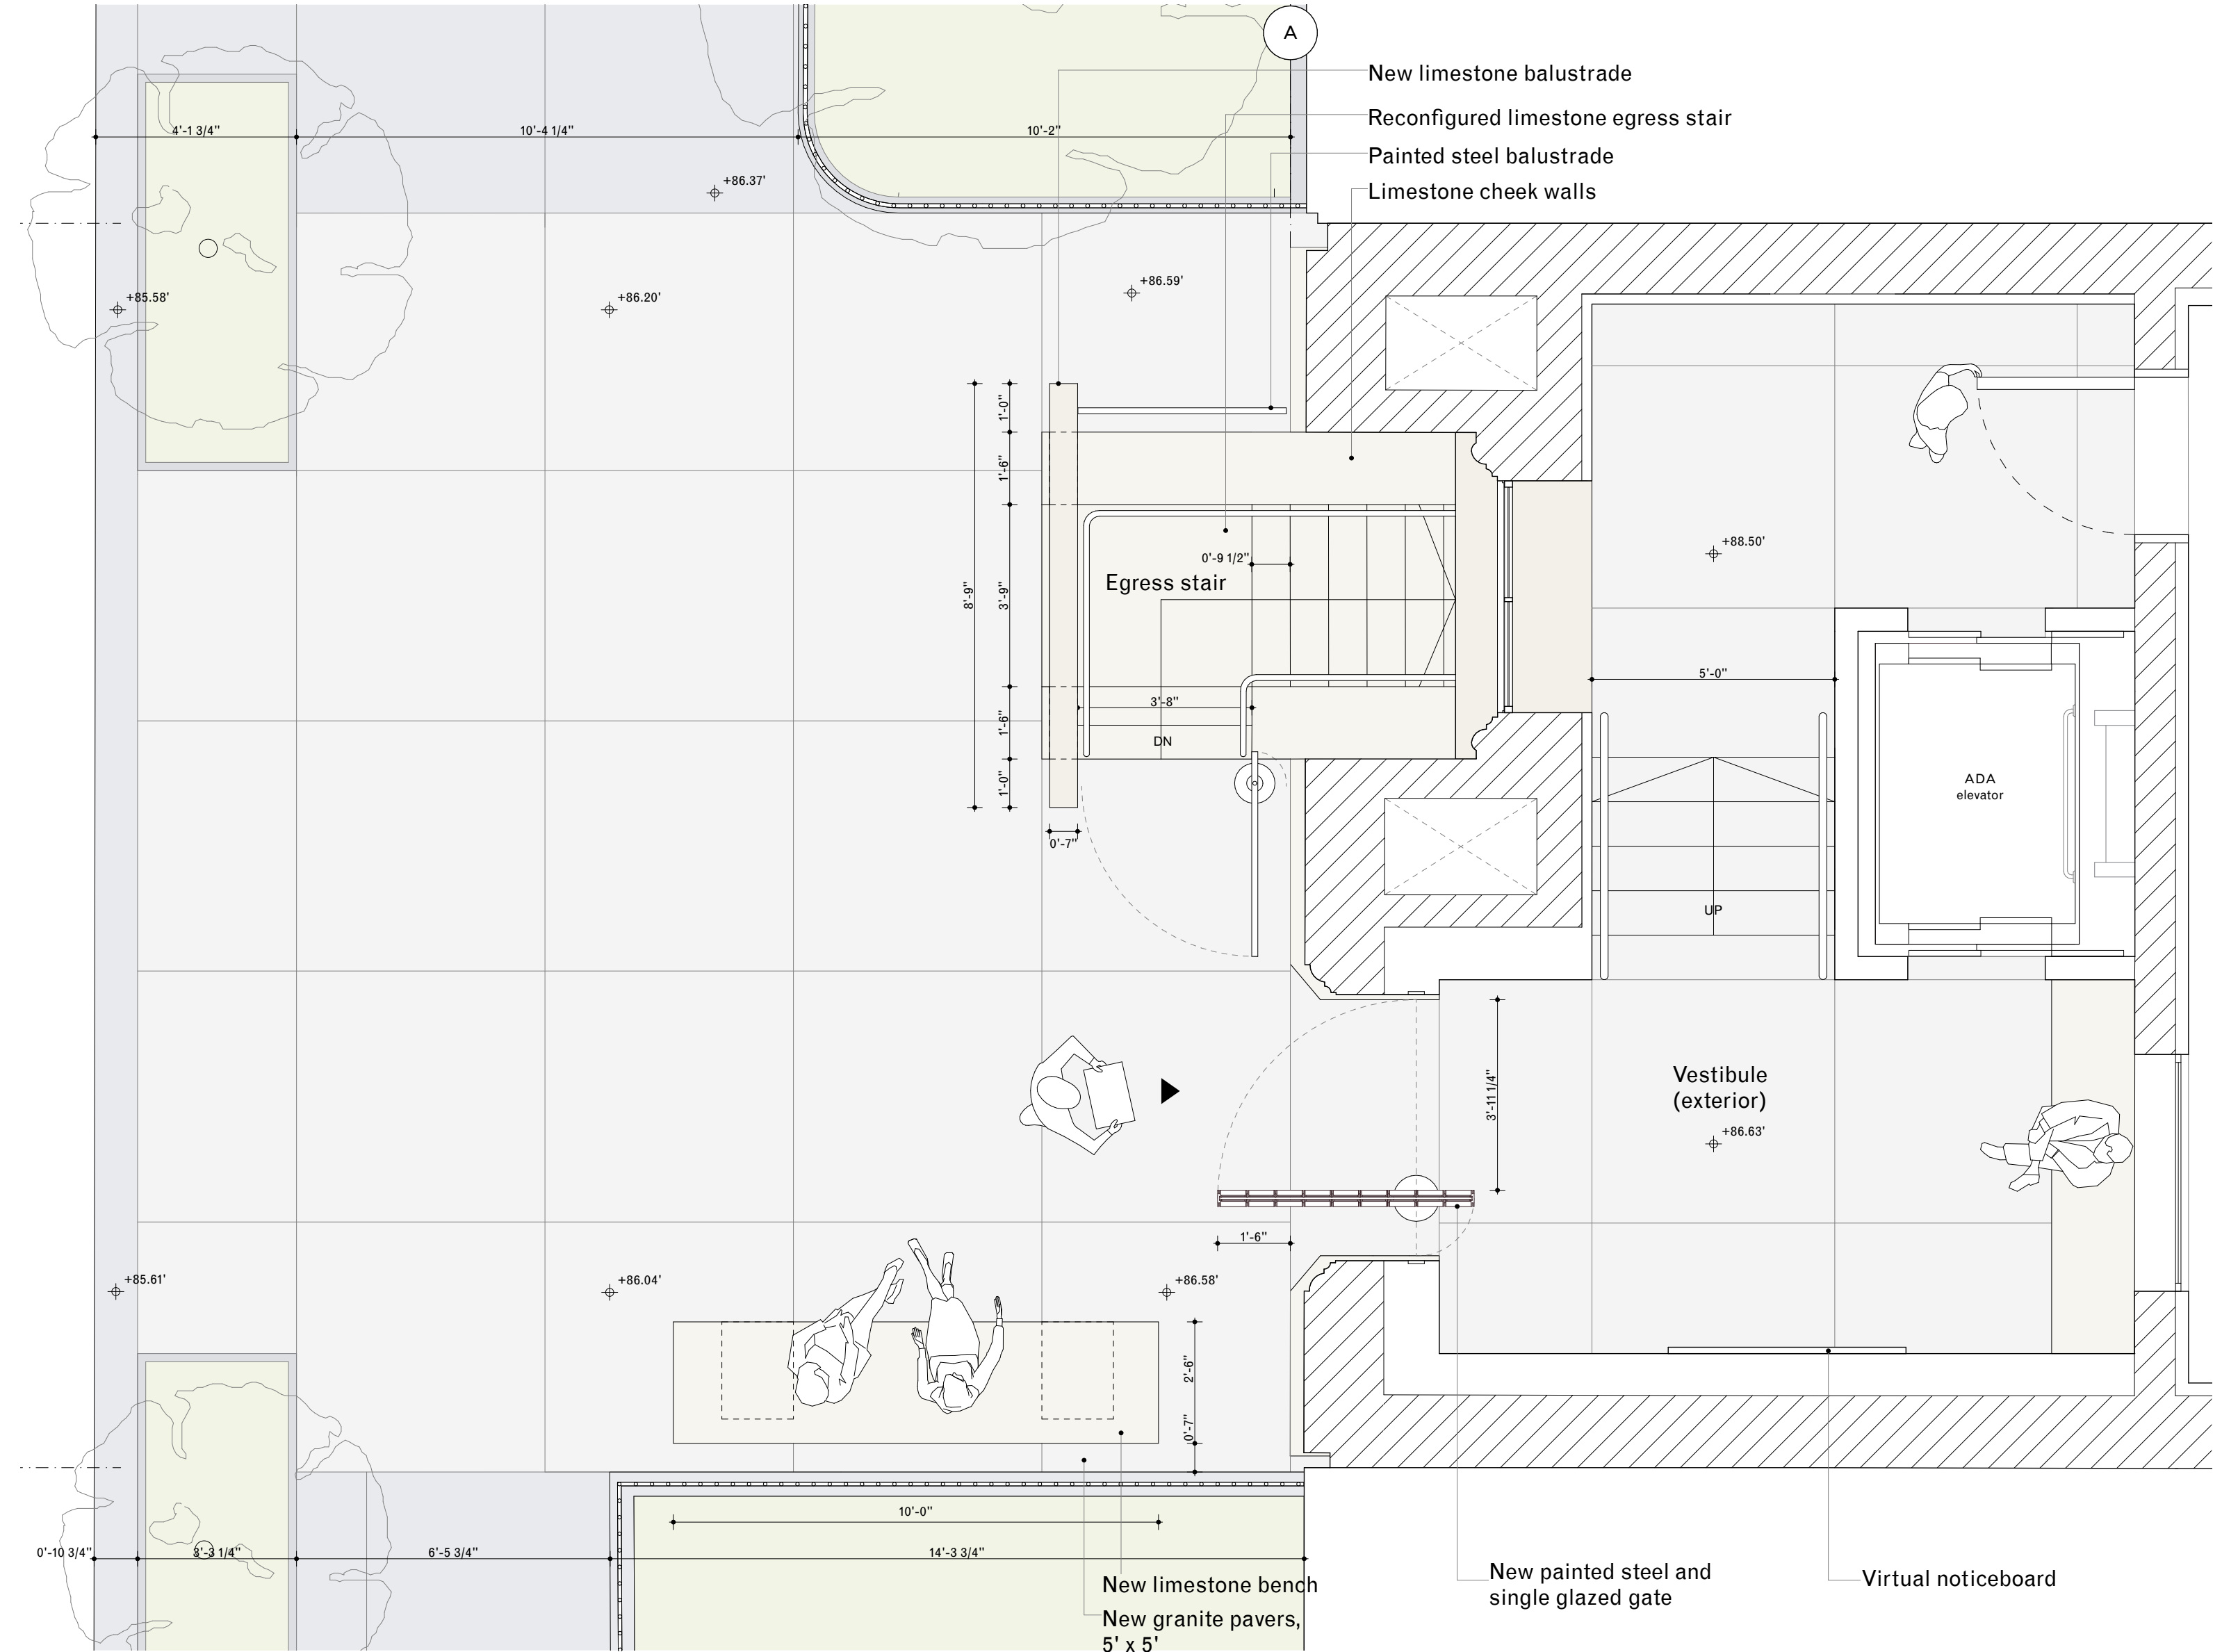 A
New limestone balustrade
Reconfigured limestone egress stair
Painted steel balustrade
Limestone cheek walls
4'-1 3/4"
10'-4 1/4"
10'-2"
+86.37'
+86.59'
+85.58'
+86.20'
1'-0"
1'-6"
8'-9"
3'-9"
1'-6"
1'-0"
0'-7"
0'-9 1/2"
Egress stair
3'-8"
DN
+88.50'
5'-0"
ADA
elevator
UP
3'-11 1/4"
Vestibule
(exterior)
+86.63'
1'-6"
+85.61'
+86.04'
+86.58'
2'-6"
0'-7"
10'-0"
0'-10 3/4"
3'-3 1/4"
6'-5 3/4"
14'-3 3/4"
New limestone bench
New granite pavers,
5' x 5'
New painted steel and
single glazed gate
Virtual noticeboard